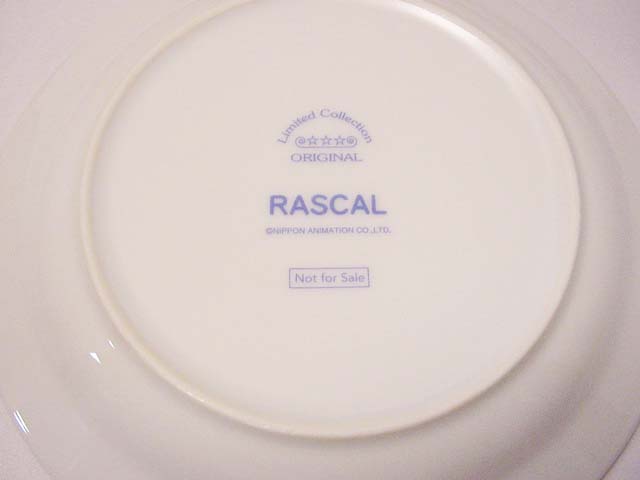 Limited Collection
ORIGINAL
RASCAL
©NIPPON ANIMATION CO.,LTD.
Not for Sale